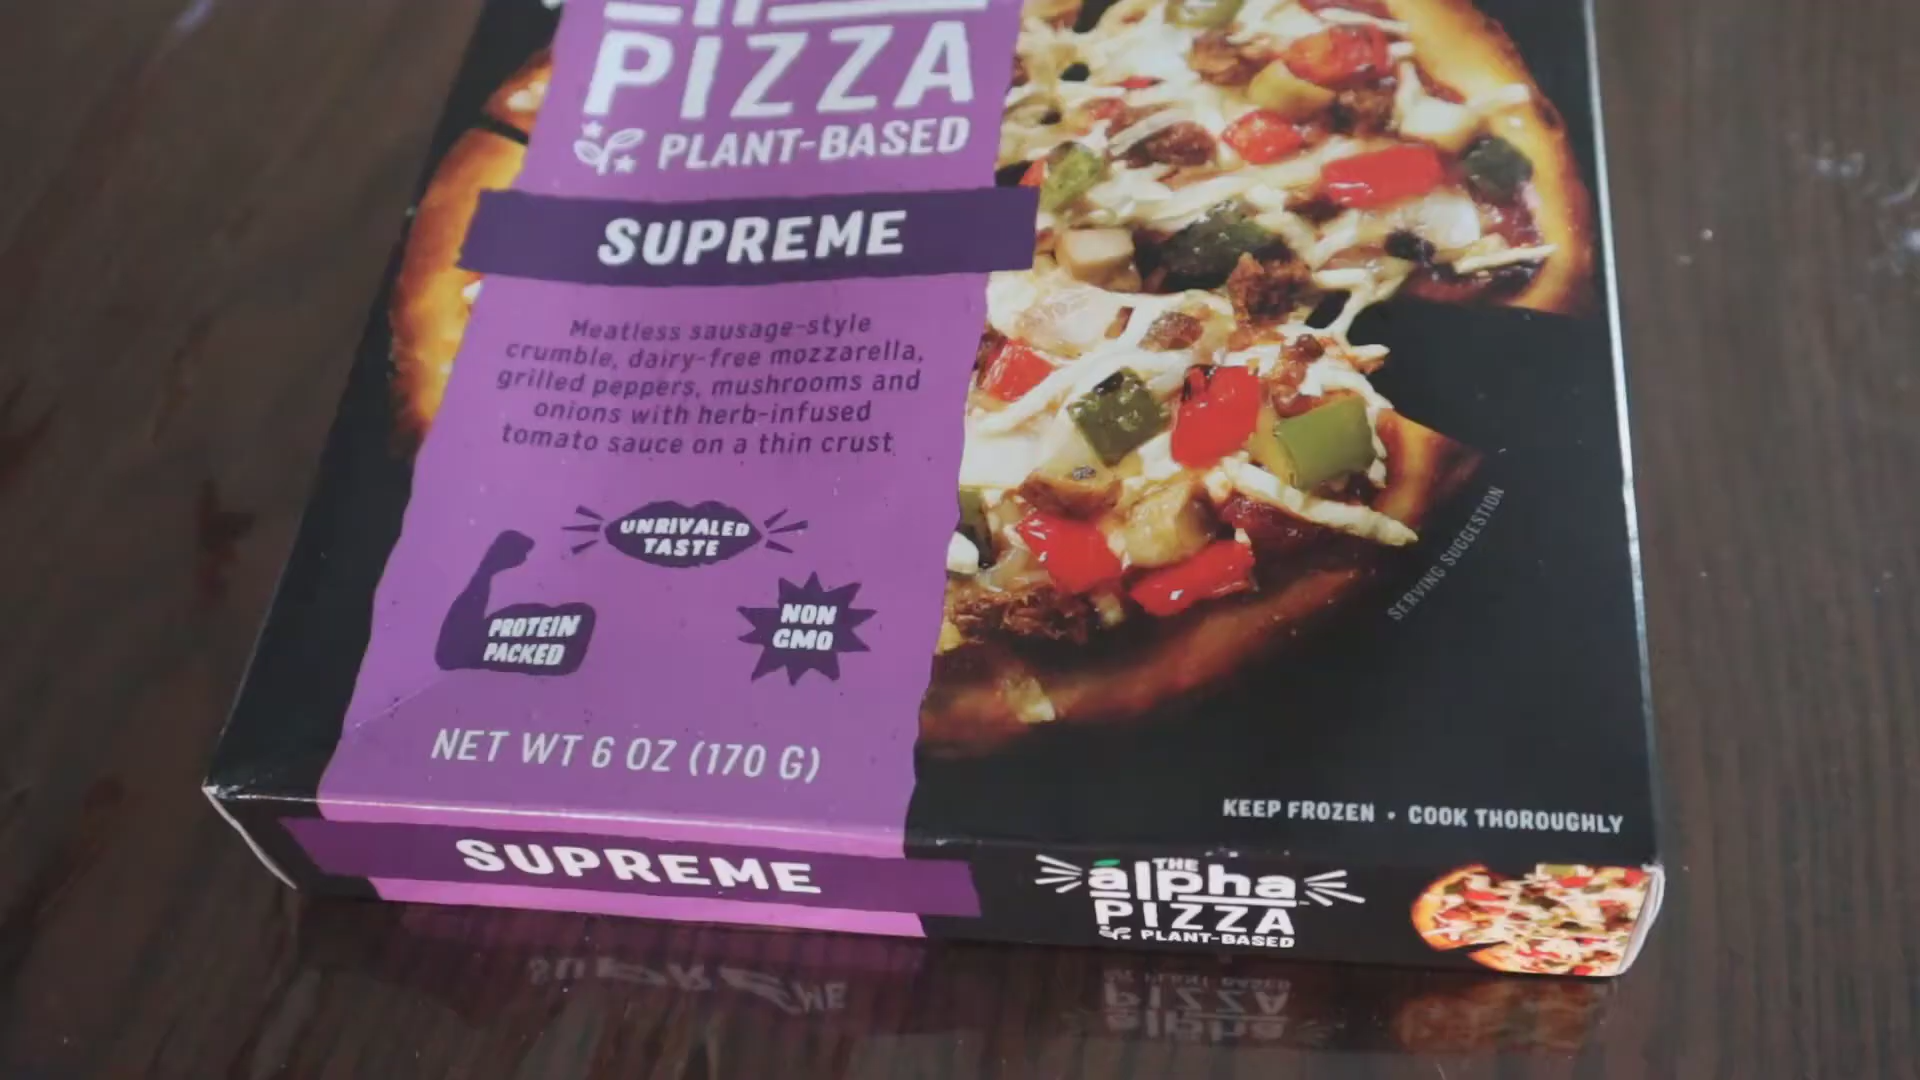 PIZZA
PLANT-BASED
SUPREME
Meatless sausage-style
crumble, dairy-free mozzarella,
grilled peppers, mushrooms and
onions with herb-infused
tomato sauce on a thin crust
UNRIVALED
TASTE
PROTEIN
PACKED
NON
GMO
NET WT 6 OZ (170 G)
SERVING SUGGESTION
KEEP FROZEN • COOK THOROUGHLY
SUPREME
THE
alpha
PIZZA
PLANT-BASED